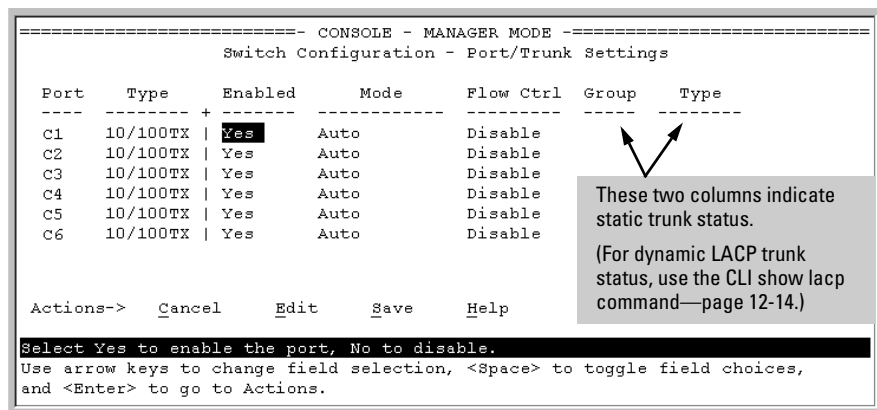 ==========================- CONSOLE - MANAGER MODE -============================
Switch Configuration - Port/Trunk Settings
Port Type Enabled Mode Flow Ctrl Group Type
---- -------- + ------- ------------ --------- ----- --------
C1 10/100TX | Yes Auto Disable
C2 10/100TX | Yes Auto Disable
C3 10/100TX | Yes Auto Disable
C4 10/100TX | Yes Auto Disable
C5 10/100TX | Yes Auto Disable
C6 10/100TX | Yes Auto Disable
These two columns indicate
static trunk status.
(For dynamic LACP trunk
status, use the CLI show lacp
command—page 12-14.)
Actions-> Cancel Edit Save Help
Select Yes to enable the port, No to disable.
Use arrow keys to change field selection, <Space> to toggle field choices,
and <Enter> to go to Actions.